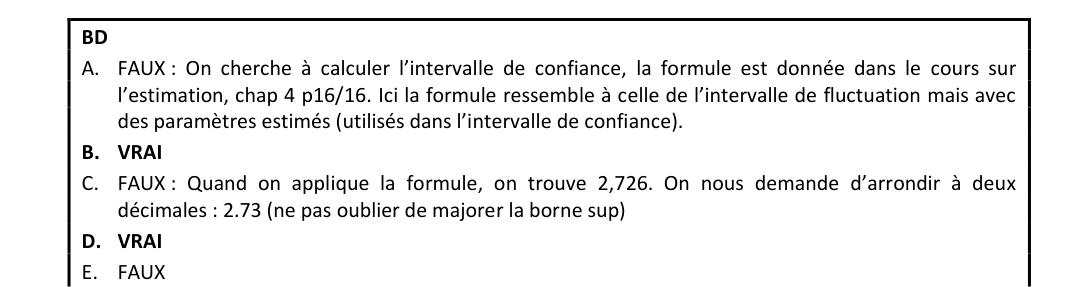 BD
A. FAUX : On cherche à calculer l’intervalle de confiance, la formule est donnée dans le cours sur
l’estimation, chap 4 p16/16. Ici la formule ressemble à celle de l’intervalle de fluctuation mais avec
des paramètres estimés (utilisés dans l’intervalle de confiance).
B. VRAI
C. FAUX : Quand on applique la formule, on trouve 2,726. On nous demande d’arrondir à deux
décimales : 2.73 (ne pas oublier de majorer la borne sup)
D. VRAI
E. FAUX